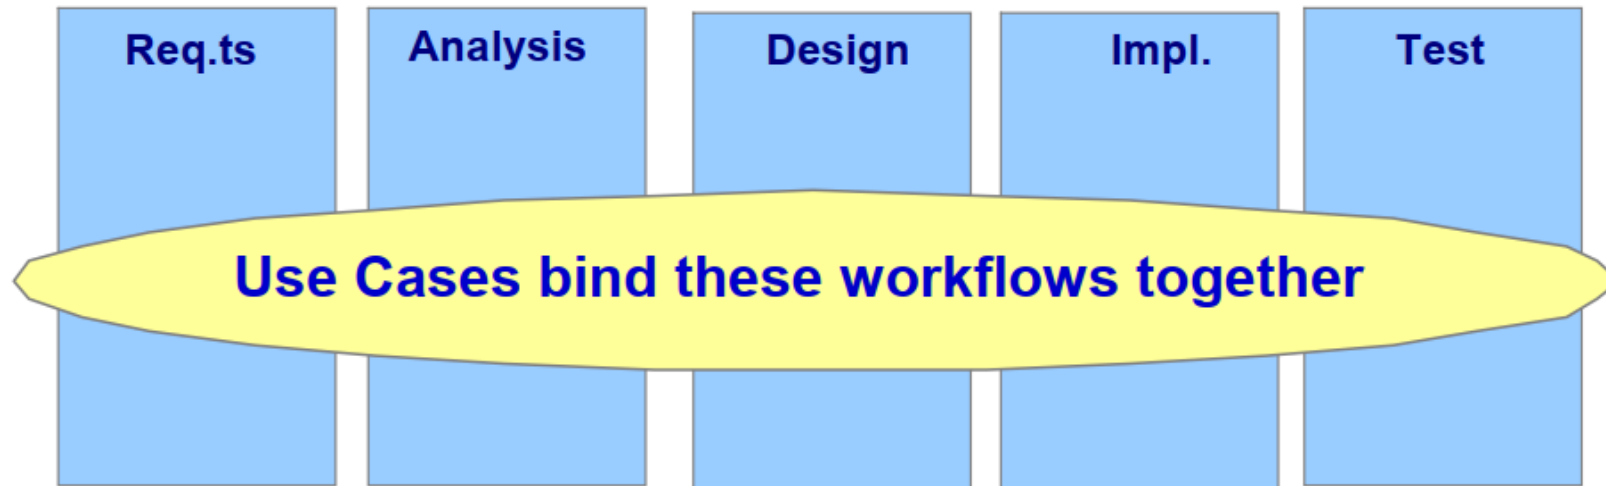 Req.ts
Analysis
Design
Impl.
Test
Use Cases bind these workflows together